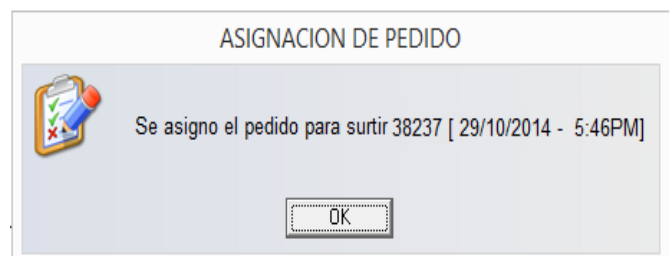 ASIGNACION DE PEDIDO
Se asigno el pedido para surtir 38237 [ 29/10/2014 - 5:46PM]
OK